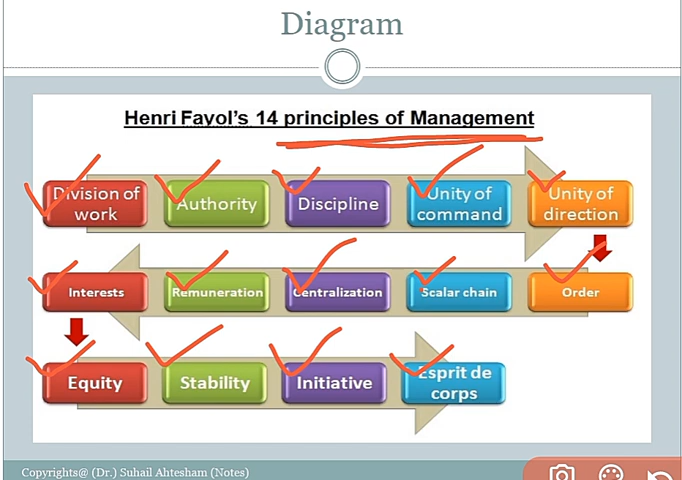 Diagram
Henri Fayol's 14 principles of Management
Division of
work
Authority
Discipline
Unity of
command
Unity of
direction
Interests
Remuneration
Centralization
Scalar chain
Order
Equity
Stability
Initiative
Esprit de
corps
Copyrights@ (Dr.) Suhail Ahtesham (Notes)